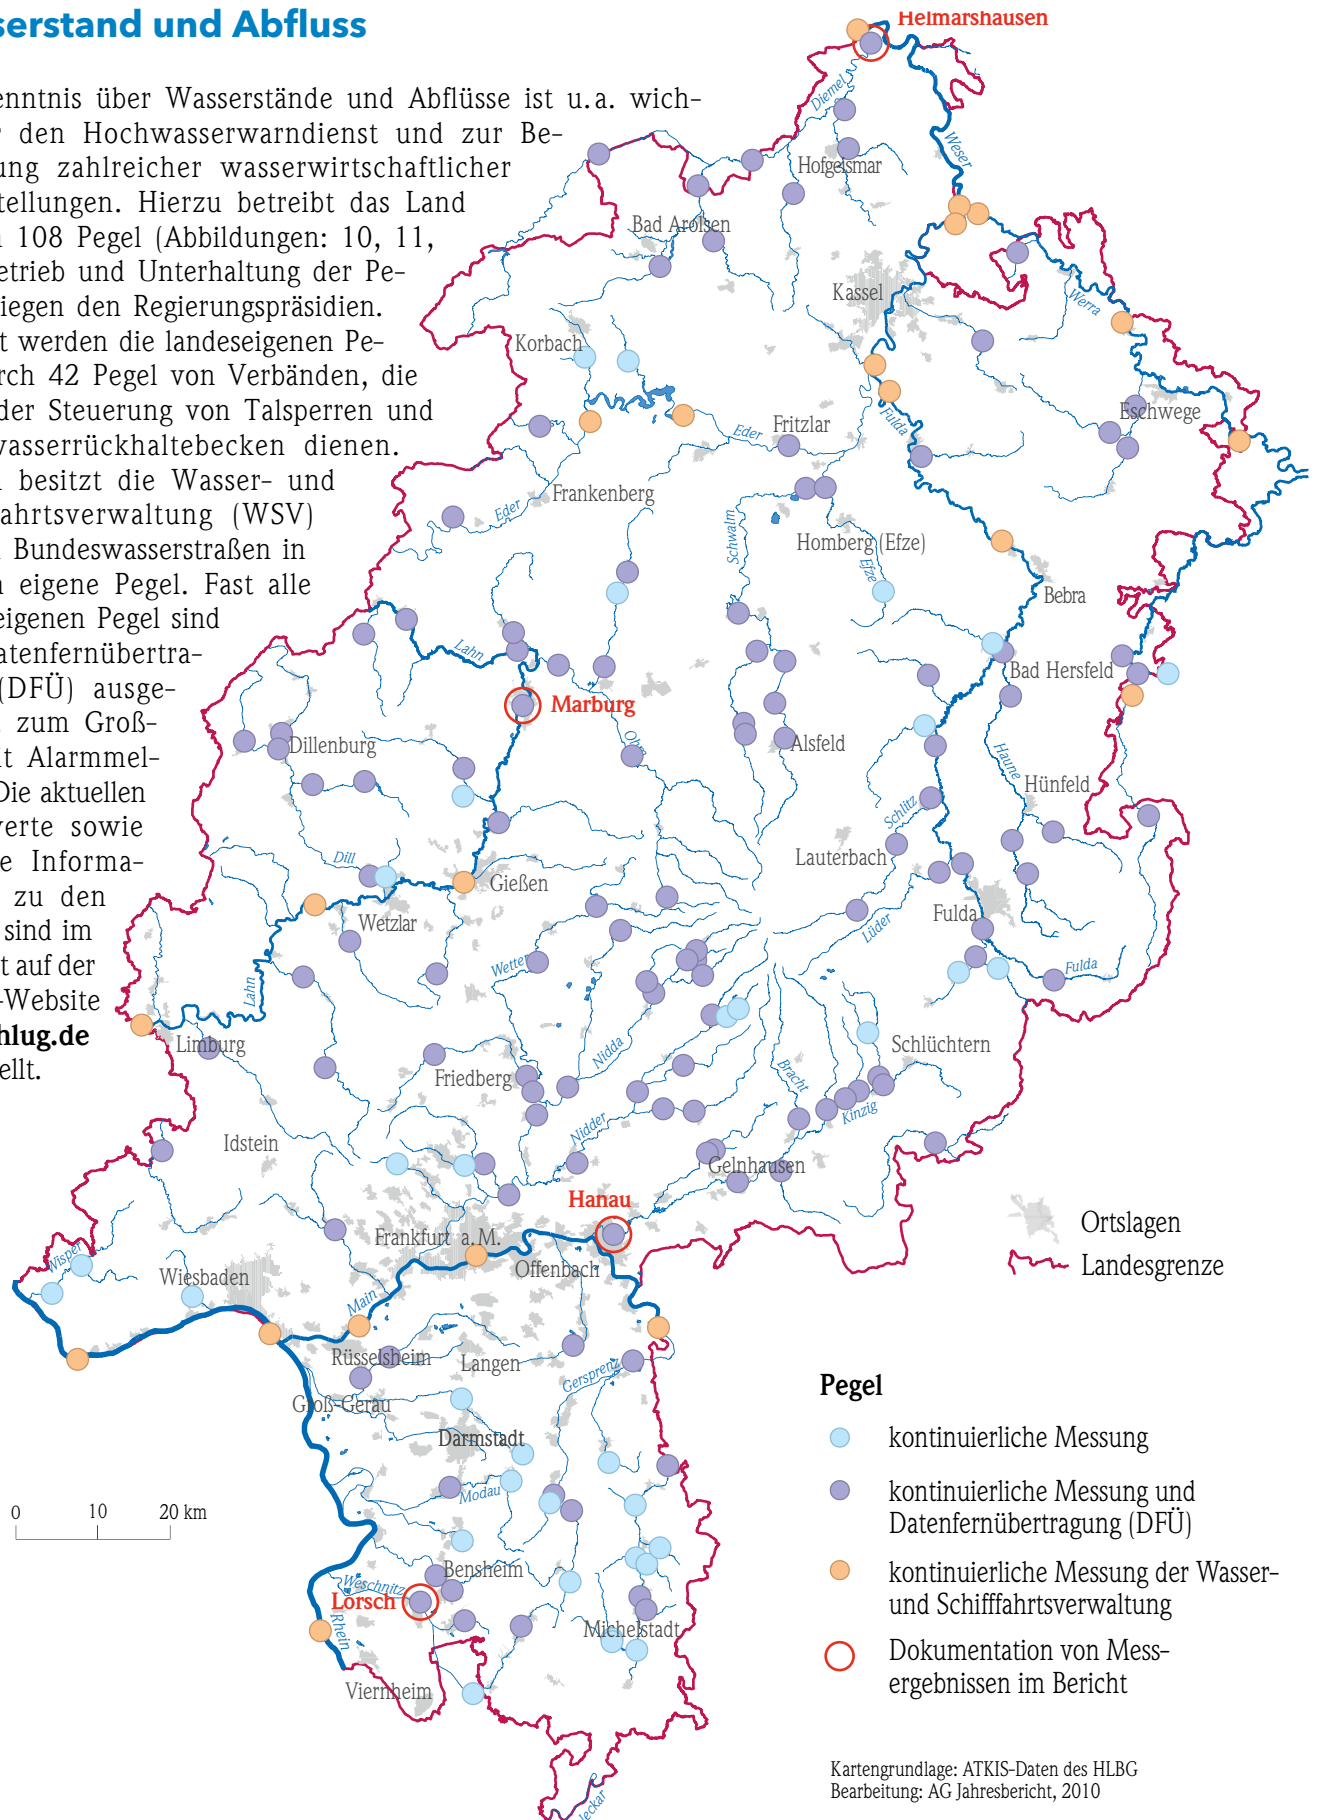 serstand und Abfluss
enntnis über Wasserstände und Abflüsse ist u.a. wich-
den Hochwasserwarndienst und zur Be-
ung zahlreicher wasserwirtschaftlicher
tellungen. Hierzu betreibt das Land
108 Pegel (Abbildungen: 10, 11,
etrieb und Unterhaltung der Pe-
iegen den Regierungspräsidien.
t werden die landeseigenen Pe-
rch 42 Pegel von Verbänden, die
der Steuerung von Talsperren und
wasserrückhaltebecken dienen.
besitzt die Wasser- und
ahrtsverwaltung (WSV)
Bundeswasserstraßen in
n eigene Pegel. Fast alle
eigenen Pegel sind
atenfernübertra-
(DFÜ) ausge-
zum Groß-
it Alarmmel-
Die aktuellen
werte sowie
e Informa-
zu den
sind im
t auf der
-Website
hlug.de
ellt.
Helmarshausen
Diemel
Weser
Hofgeismar
Bad Arolsen
Kassel
Werra
Korbach
Eschwege
Eder
Fritzlar
Fulda
Frankenberg
Eder
Schwalm
Homberg (Efze)
Efze
Bebra
Lahn
Bad Hersfeld
Marburg
Dillenburg
Ohm
Alsfeld
Haune
Hünfeld
Schlitz
Lauterbach
Dill
Gießen
Wetzlar
Fulda
Lüder
Wetter
Fulda
Lahn
Limburg
Nidda
Schlüchtern
Friedberg
Bracht
Kinzig
Nidder
Idstein
Gelnhausen
Hanau
Frankfurt a.M.
Offenbach
Wisper
Wiesbaden
Main
Rüsselsheim
Langen
Gersprenz
Groß-Gerau
Darmstadt
Modau
Bensheim
Weschnitz
Lorsch
Rhein
Michelstadt
Viernheim
Neckar
0 10 20 km
Ortslagen
Landesgrenze
Pegel
kontinuierliche Messung
kontinuierliche Messung und
Datenfernübertragung (DFÜ)
kontinuierliche Messung der Wasser-
und Schifffahrtsverwaltung
Dokumentation von Mess-
ergebnissen im Bericht
Kartengrundlage: ATKIS-Daten des HLBG
Bearbeitung: AG Jahresbericht, 2010